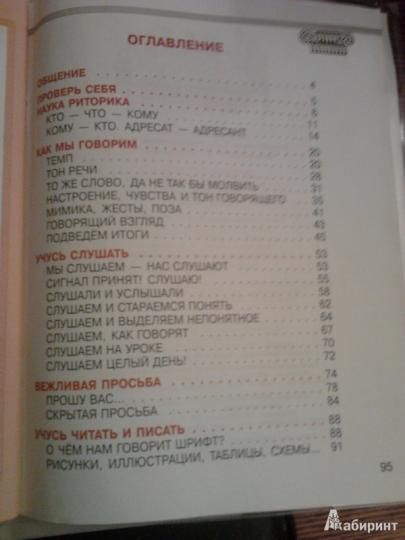 ОГЛАВЛЕНИЕ
ОБЩЕНИЕ 4
ПРОВЕРЬ СЕБЯ 5
НАУКА РИТОРИКА 6
КТО — ЧТО — КОМУ 11
КОМУ — КТО. АДРЕСАТ — АДРЕСАНТ 14
КАК МЫ ГОВОРИМ 20
ТЕМП 20
ТОН РЕЧИ 28
ТО ЖЕ СЛОВО, ДА НЕ ТАК БЫ МОЛВИТЬ 31
НАСТРОЕНИЕ, ЧУВСТВА И ТОН ГОВОРЯЩЕГО 35
МИМИКА, ЖЕСТЫ, ПОЗА 41
ГОВОРЯЩИЙ ВЗГЛЯД 43
ПОДВЕДЁМ ИТОГИ 45
УЧУСЬ СЛУШАТЬ 53
МЫ СЛУШАЕМ — НАС СЛУШАЮТ 53
СИГНАЛ ПРИНЯТ! СЛУШАЮ! 55
СЛУШАЛИ И УСЛЫШАЛИ 58
СЛУШАЕМ И СТАРАЕМСЯ ПОНЯТЬ 62
СЛУШАЕМ И ВЫДЕЛЯЕМ НЕПОНЯТНОЕ 64
СЛУШАЕМ, КАК ГОВОРЯТ 67
СЛУШАЕМ НА УРОКЕ 70
СЛУШАЕМ ЦЕЛЫЙ ДЕНЬ! 72
ВЕЖЛИВАЯ ПРОСЬБА 74
ПРОШУ ВАС... 78
СКРЫТАЯ ПРОСЬБА 84
УЧУСЬ ЧИТАТЬ И ПИСАТЬ 88
О ЧЁМ НАМ ГОВОРИТ ШРИФТ? 88
РИСУНКИ, ИЛЛЮСТРАЦИИ, ТАБЛИЦЫ, СХЕМЫ... 91
95
Лабиринт